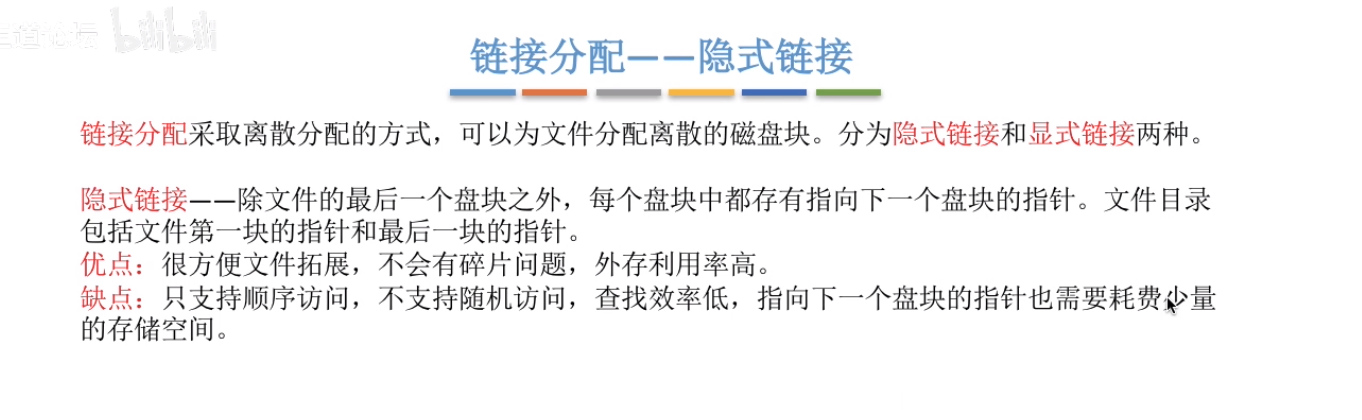 王道论坛 bilibili
链接分配——隐式链接
链接分配采取离散分配的方式，可以为文件分配离散的磁盘块。分为隐式链接和显式链接两种。
隐式链接——除文件的最后一个盘块之外，每个盘块中都存有指向下一个盘块的指针。文件目录
包括文件第一块的指针和最后一块的指针。
优点：很方便文件拓展，不会有碎片问题，外存利用率高。
缺点：只支持顺序访问，不支持随机访问，查找效率低，指向下一个盘块的指针也需要耗费少量
的存储空间。